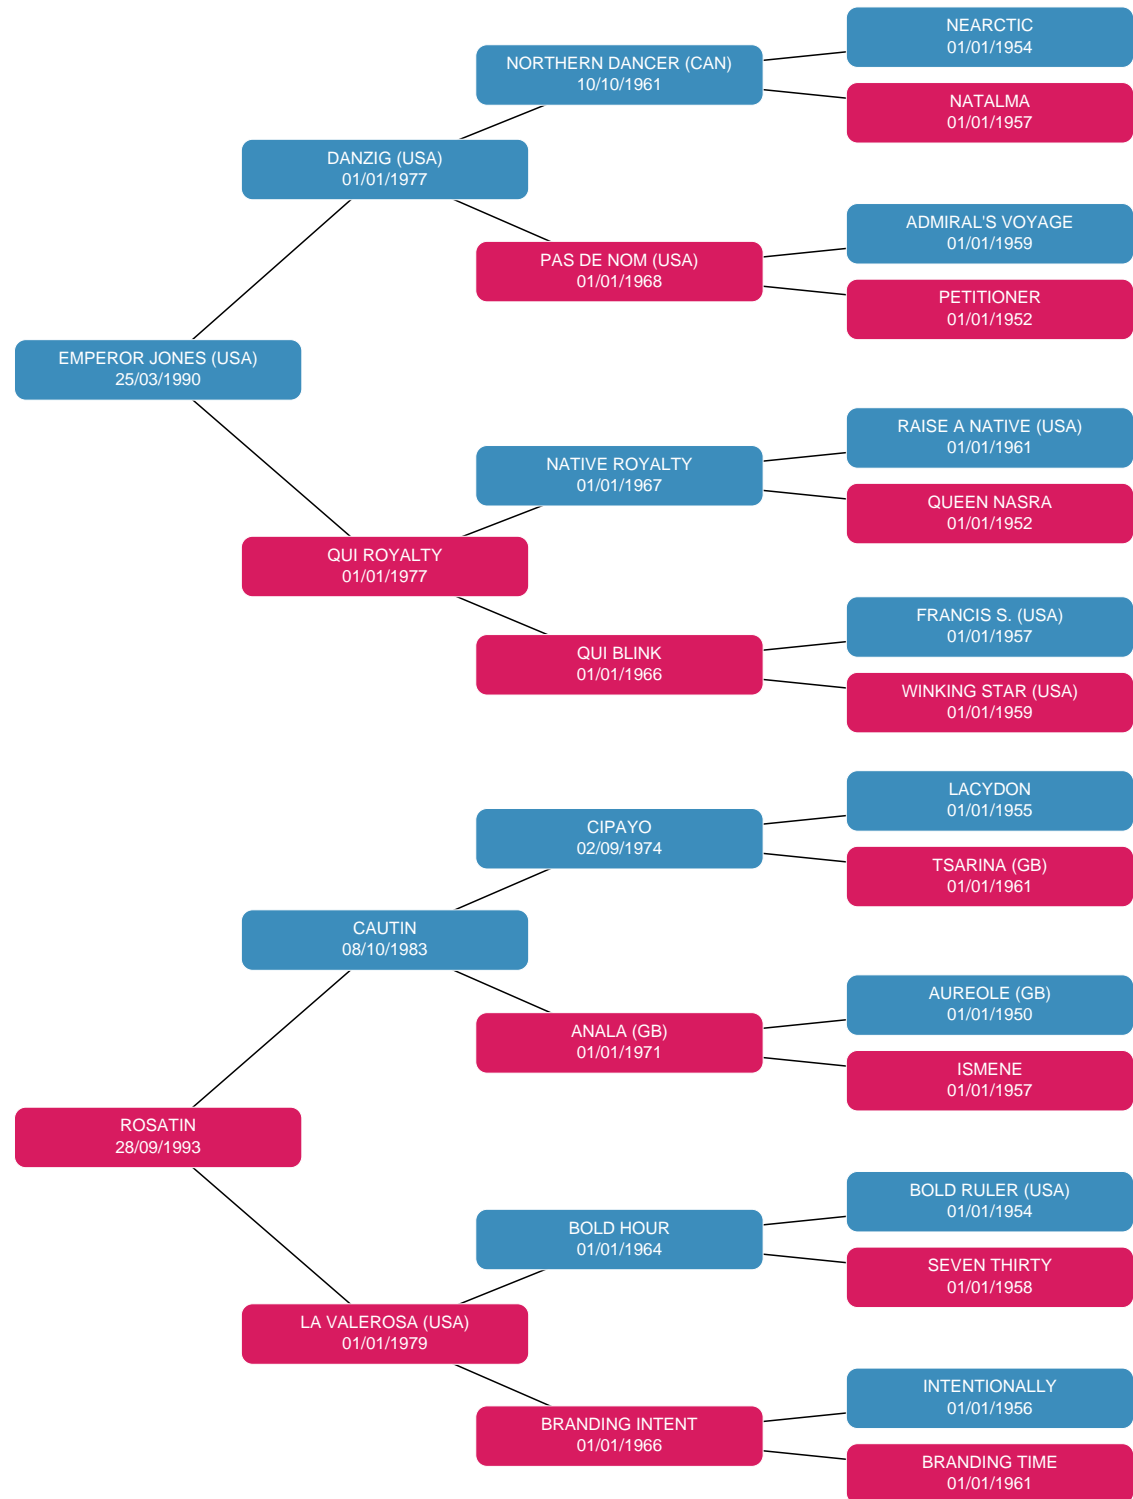 NEARCTIC
01/01/1954
NORTHERN DANCER (CAN)
10/10/1961
NATALMA
01/01/1957
DANZIG (USA)
01/01/1977
ADMIRAL'S VOYAGE
01/01/1959
PAS DE NOM (USA)
01/01/1968
PETITIONER
01/01/1952
EMPEROR JONES (USA)
25/03/1990
RAISE A NATIVE (USA)
01/01/1961
NATIVE ROYALTY
01/01/1967
QUEEN NASRA
01/01/1952
QUI ROYALTY
01/01/1977
FRANCIS S. (USA)
01/01/1957
QUI BLINK
01/01/1966
WINKING STAR (USA)
01/01/1959
LACYDON
01/01/1955
CIPAYO
02/09/1974
TSARINA (GB)
01/01/1961
CAUTIN
08/10/1983
AUREOLE (GB)
01/01/1950
ANALA (GB)
01/01/1971
ISMENE
01/01/1957
ROSATIN
28/09/1993
BOLD RULER (USA)
01/01/1954
BOLD HOUR
01/01/1964
SEVEN THIRTY
01/01/1958
LA VALEROSA (USA)
01/01/1979
INTENTIONALLY
01/01/1956
BRANDING INTENT
01/01/1966
BRANDING TIME
01/01/1961